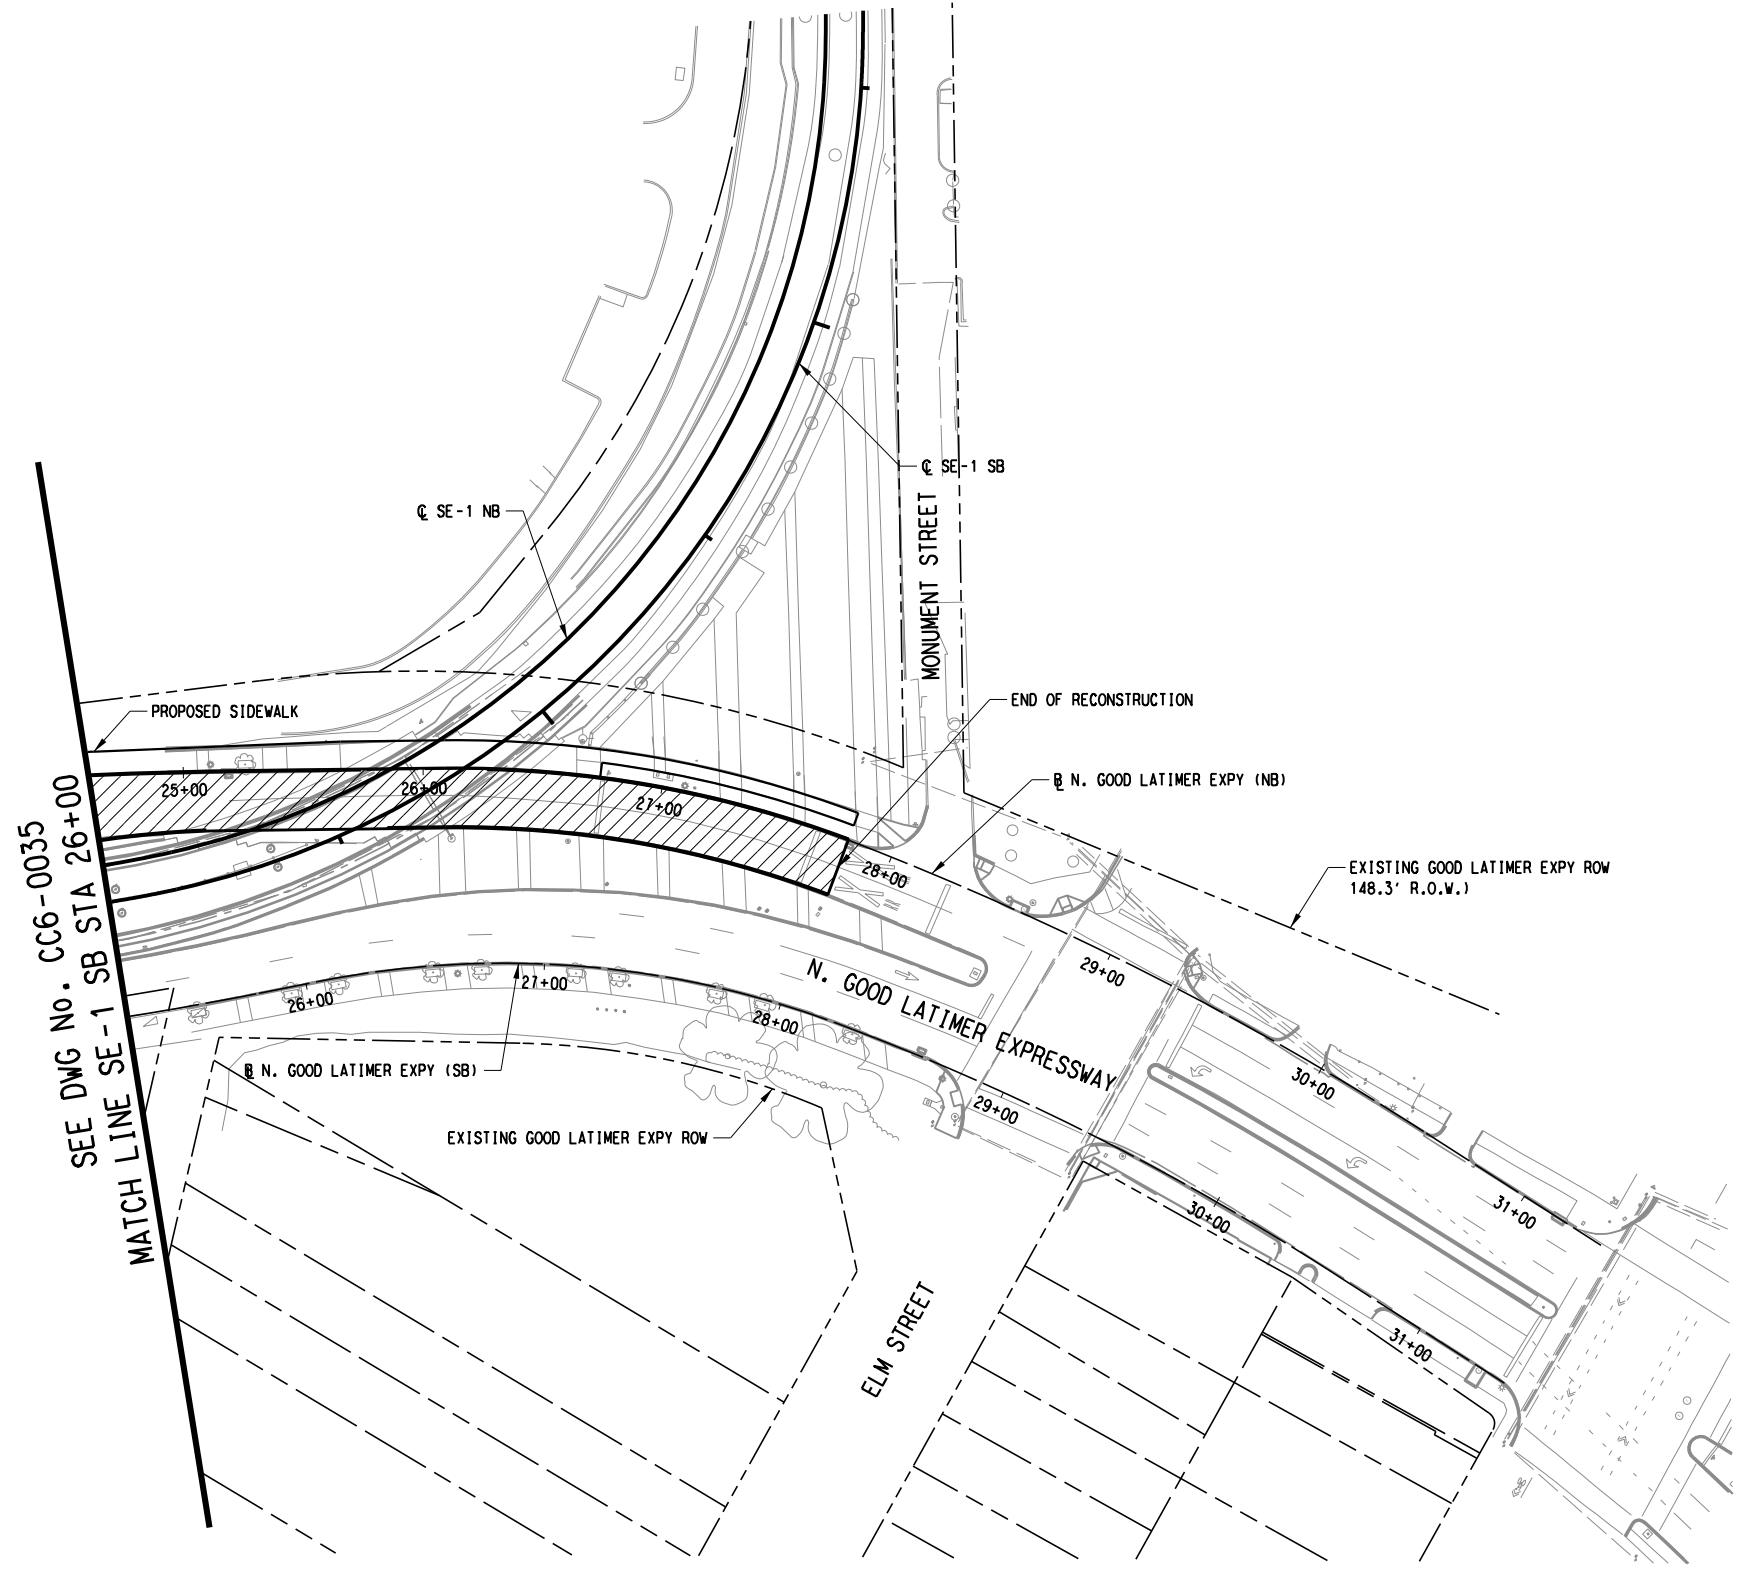 ℄ SE-1 SB
℄ SE-1 NB
MONUMENT STREET
END OF RECONSTRUCTION
PROPOSED SIDEWALK
℄ N. GOOD LATIMER EXPY (NB)
25+00
26+00
27+00
28+00
EXISTING GOOD LATIMER EXPY ROW
148.3' R.O.W.)
SEE DWG No. CC6-0035
MATCH LINE SE-1 SB STA 26+00
29+00
N. GOOD LATIMER EXPRESSWAY
26+00
27+00
28+00
30+00
℄ N. GOOD LATIMER EXPY (SB)
29+00
EXISTING GOOD LATIMER EXPY ROW
31+00
30+00
ELM STREET
31+00